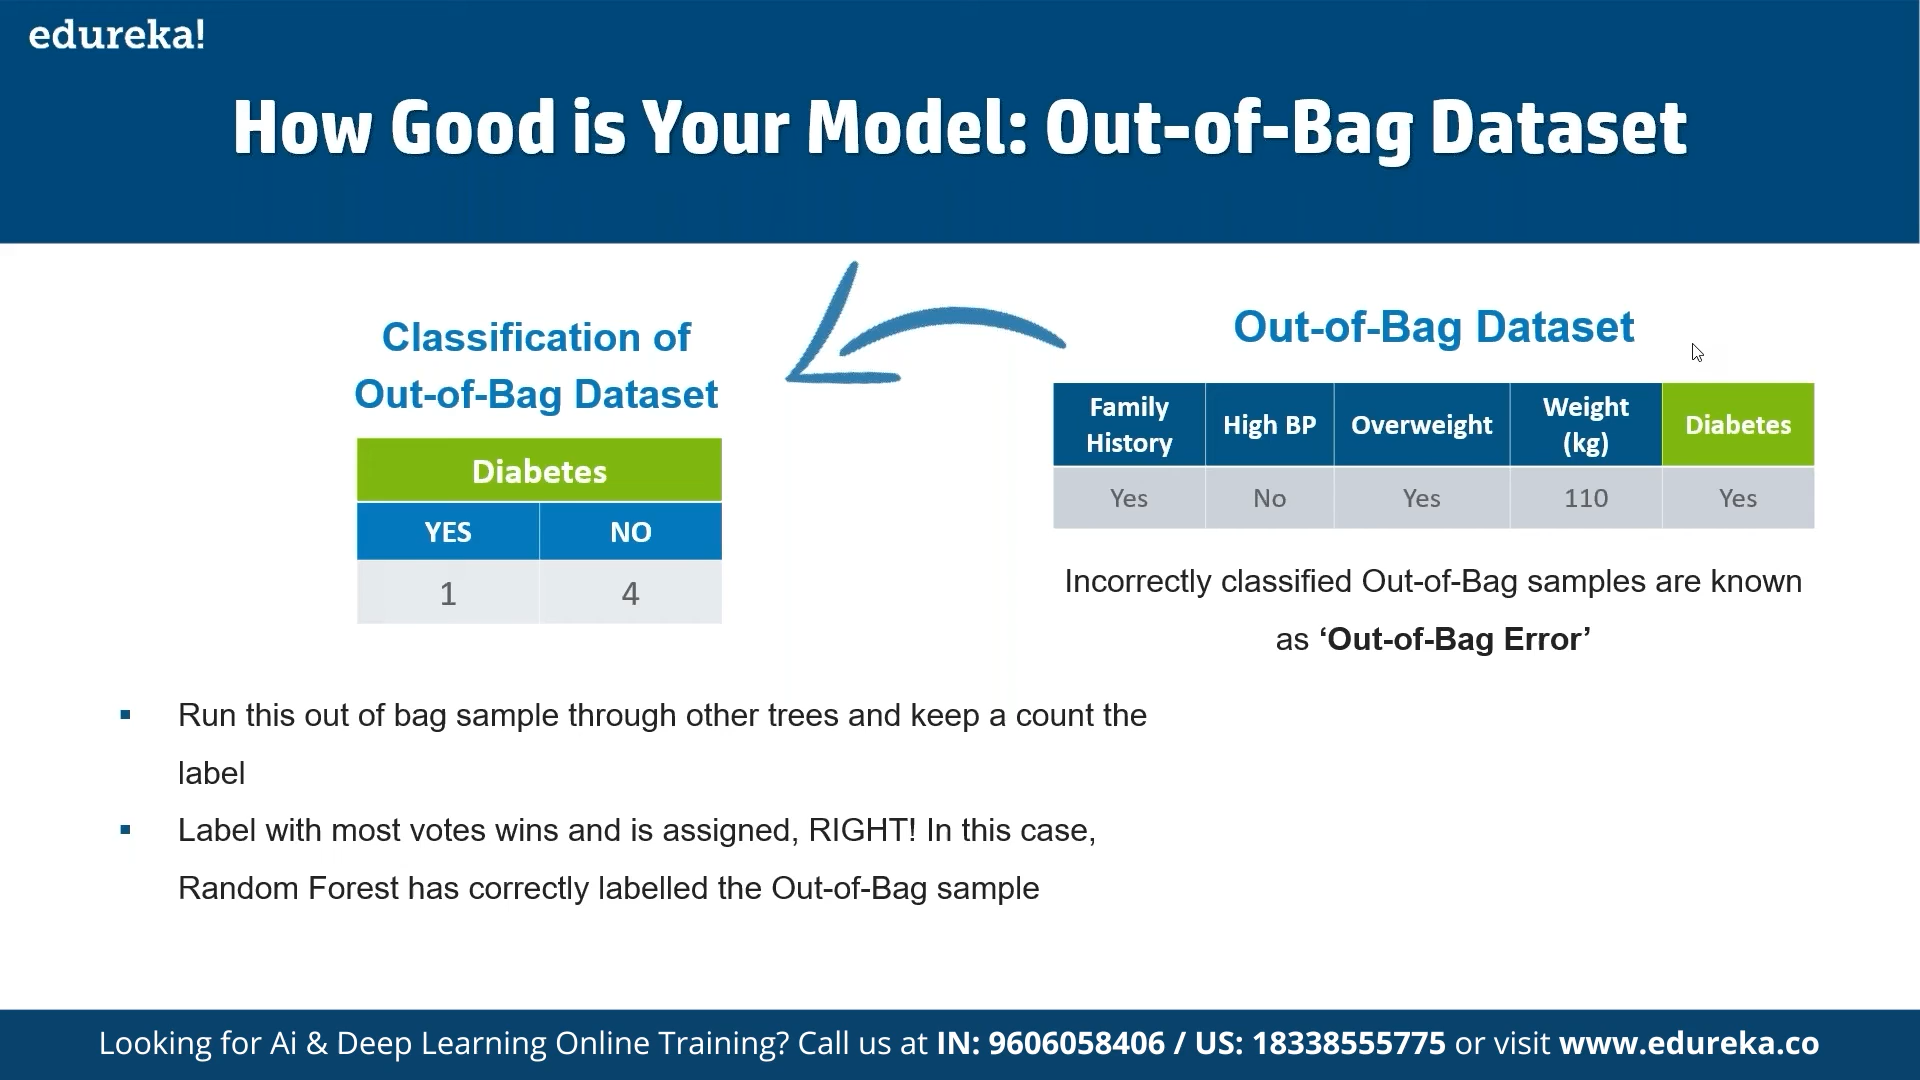 edureka!
How Good is Your Model: Out-of-Bag Dataset
Classification of
Out-of-Bag Dataset
Diabetes
YES NO
1 4
Out-of-Bag Dataset
Family History High BP Overweight Weight (kg) Diabetes
Yes No Yes 110 Yes
Incorrectly classified Out-of-Bag samples are known
as ‘Out-of-Bag Error’
▪ Run this out of bag sample through other trees and keep a count the
label
▪ Label with most votes wins and is assigned, RIGHT! In this case,
Random Forest has correctly labelled the Out-of-Bag sample
Looking for Ai & Deep Learning Online Training? Call us at IN: 9606058406 / US: 18338555775 or visit www.edureka.co